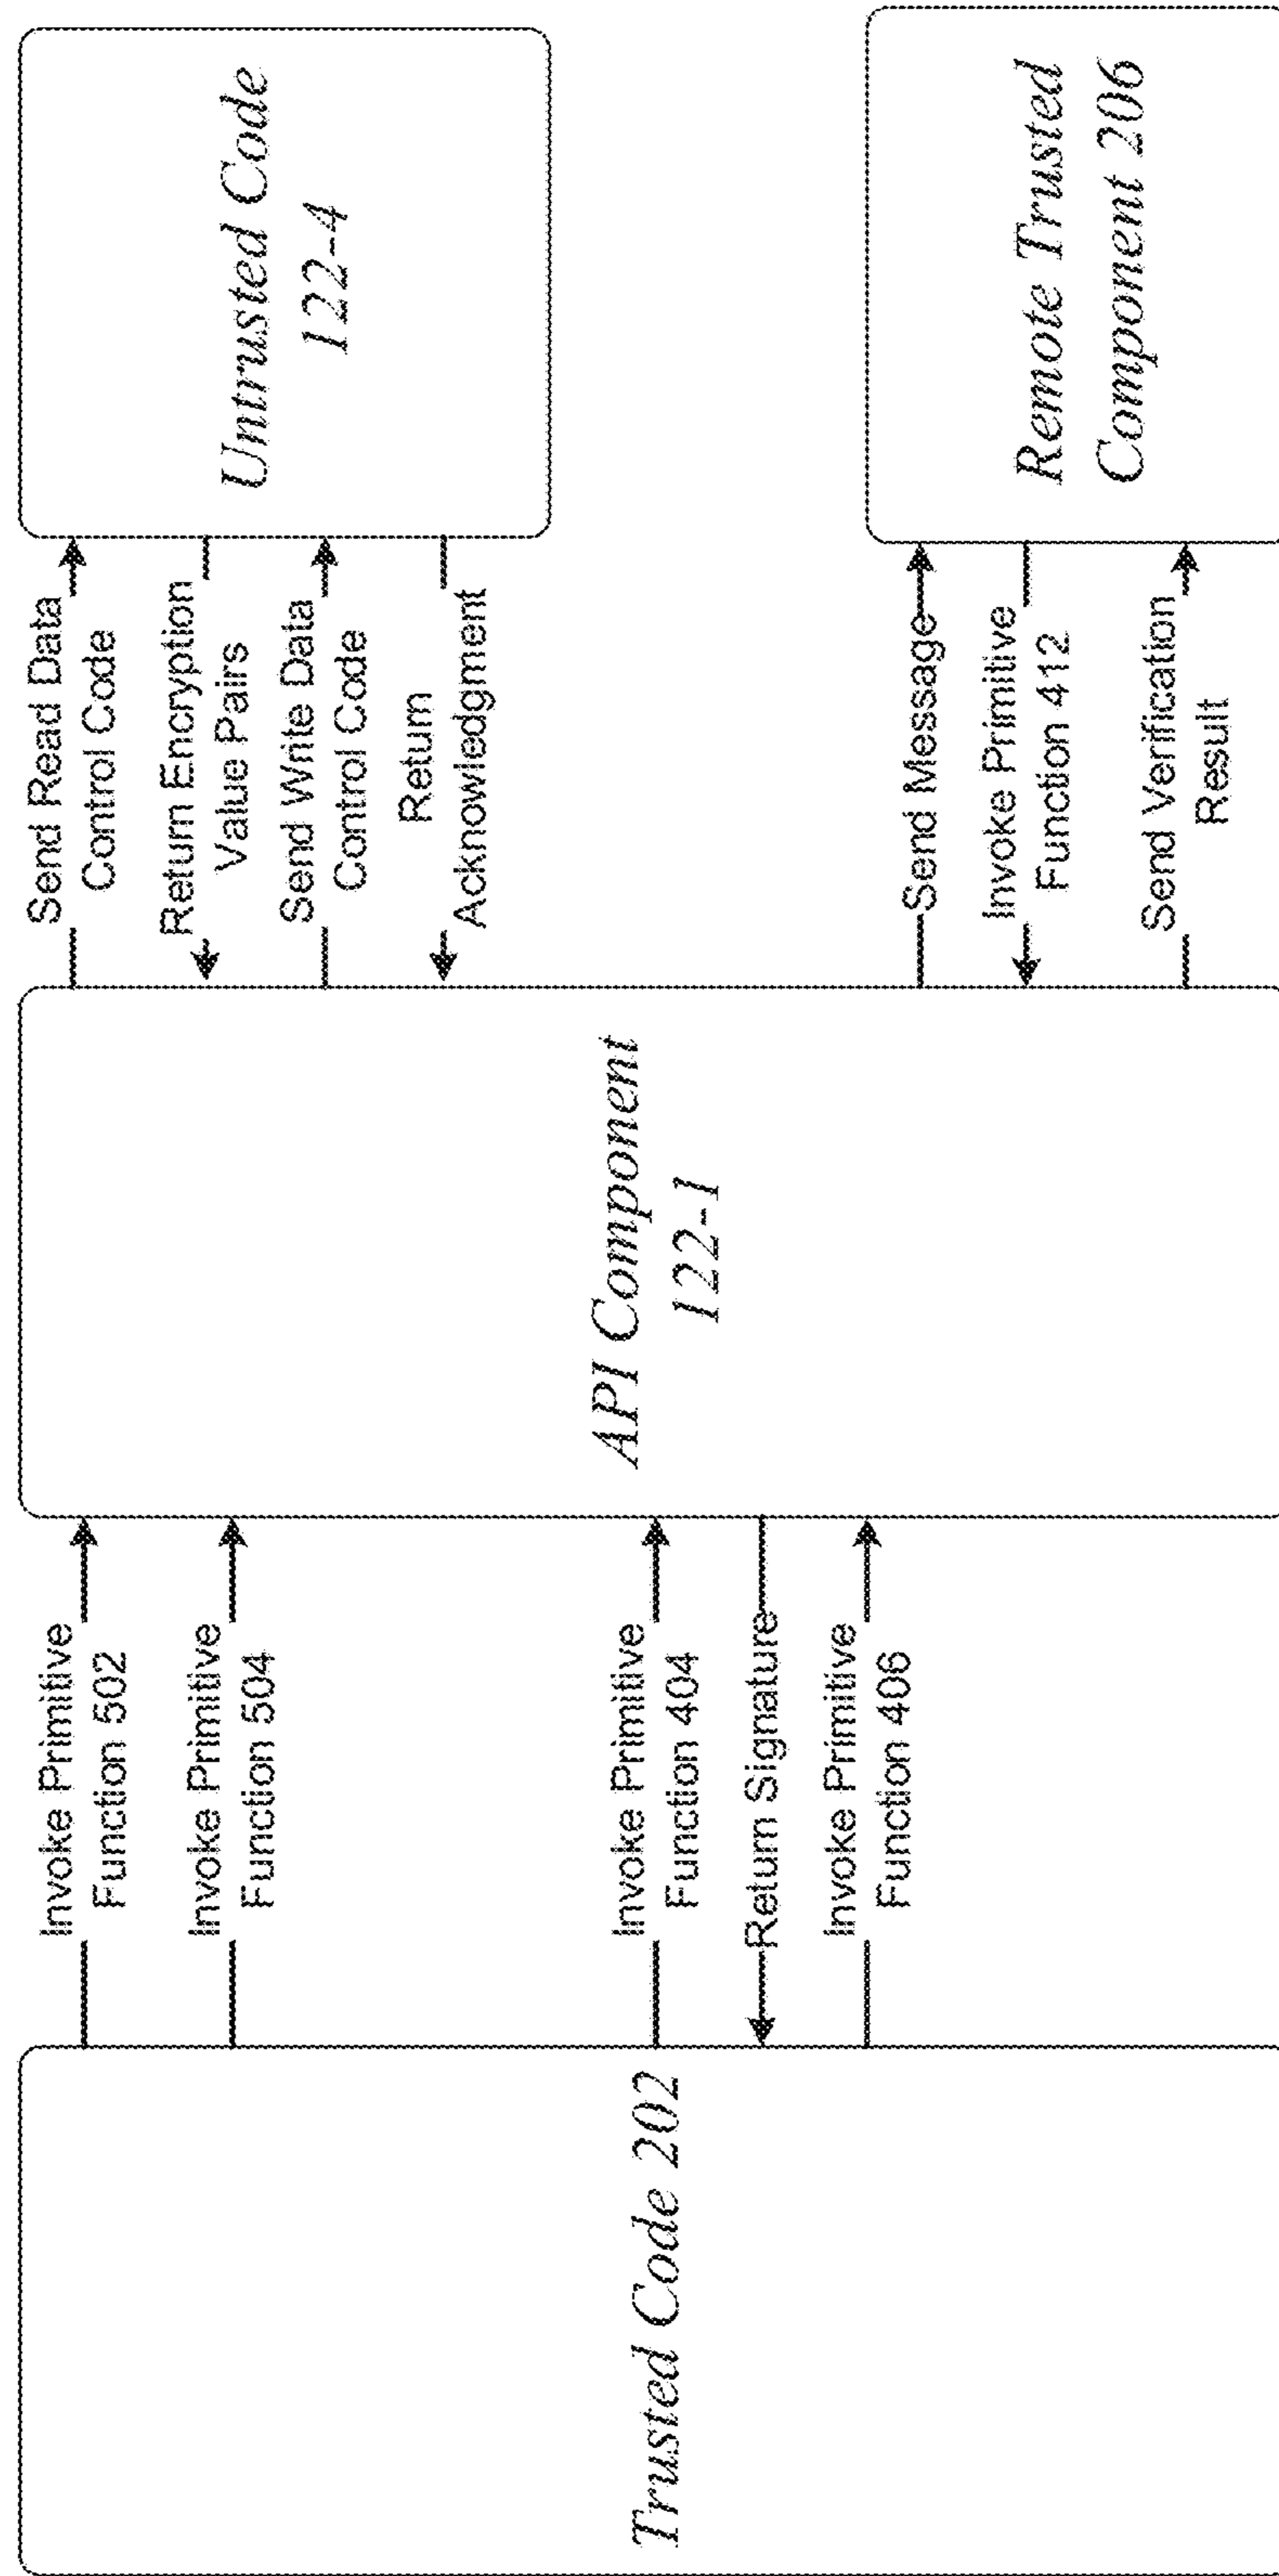 Trusted Code 202
Invoke Primitive
Function 502
Invoke Primitive
Function 504
Invoke Primitive
Function 404
Return Signature
Invoke Primitive
Function 406
API Component
122-1
Send Read Data
Control Code
Return Encryption
Value Pairs
Send Write Data
Control Code
Return
Acknowledgment
Send Message
Invoke Primitive
Function 412
Send Verification
Result
Untrusted Code
122-4
Remote Trusted
Component 206